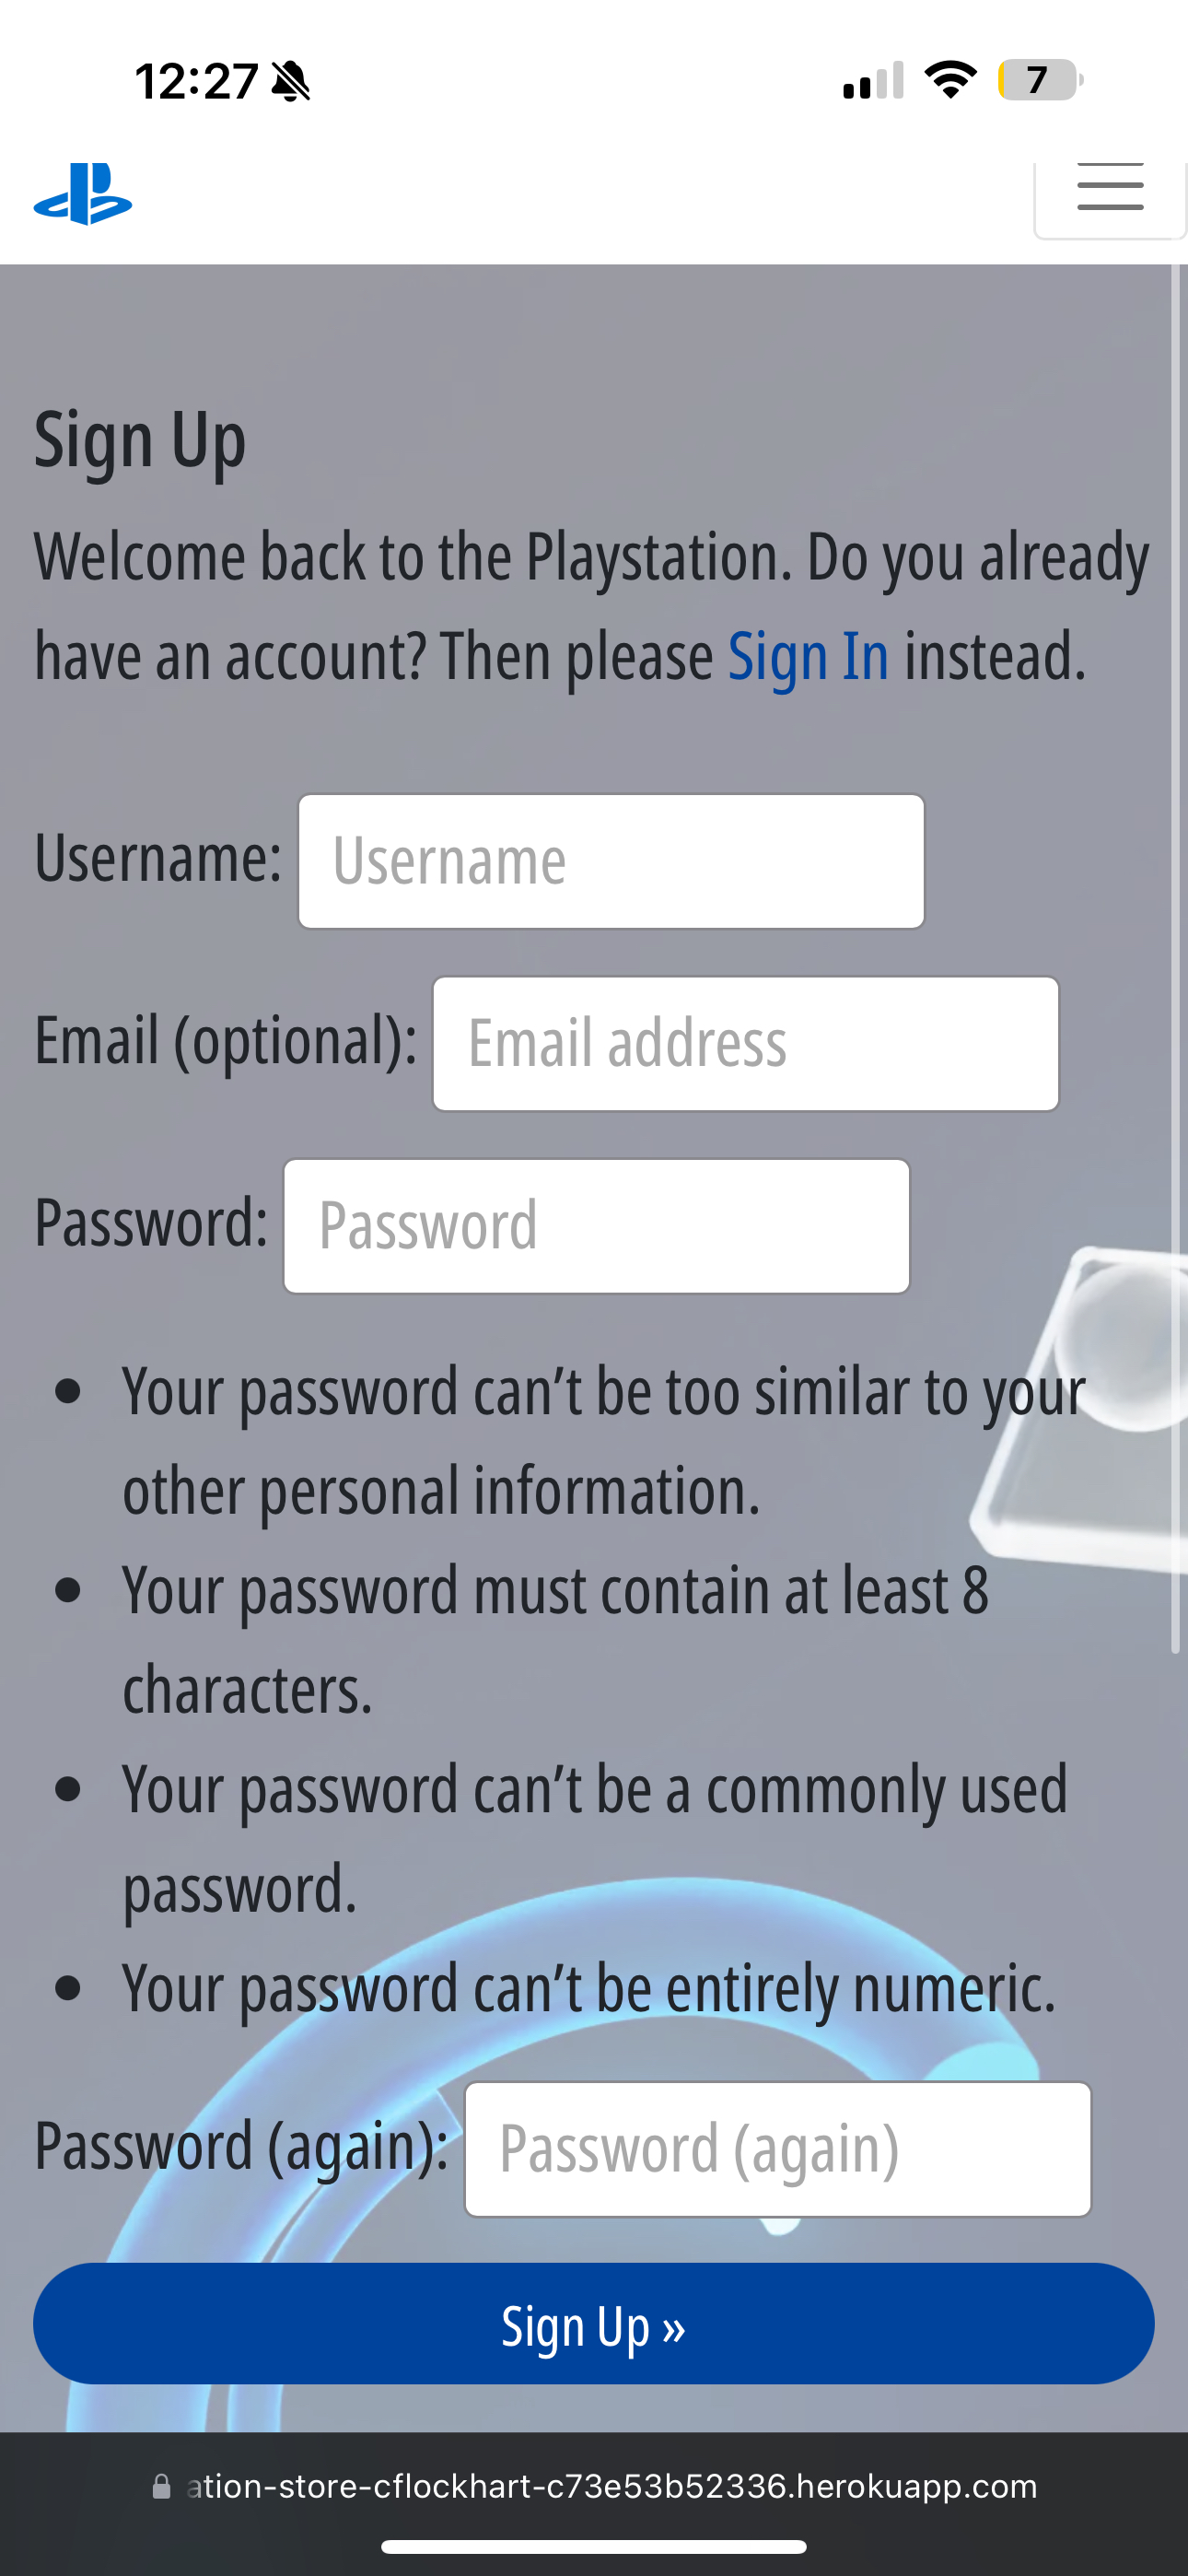 12:27
7
Sign Up
Welcome back to the Playstation. Do you already
have an account? Then please Sign In instead.
Username: Username
Email (optional): Email address
Password: Password
• Your password can’t be too similar to your
other personal information.
• Your password must contain at least 8
characters.
• Your password can’t be a commonly used
password.
• Your password can’t be entirely numeric.
Password (again): Password (again)
Sign Up »
ation-store-cflockhart-c73e53b52336.herokuapp.com